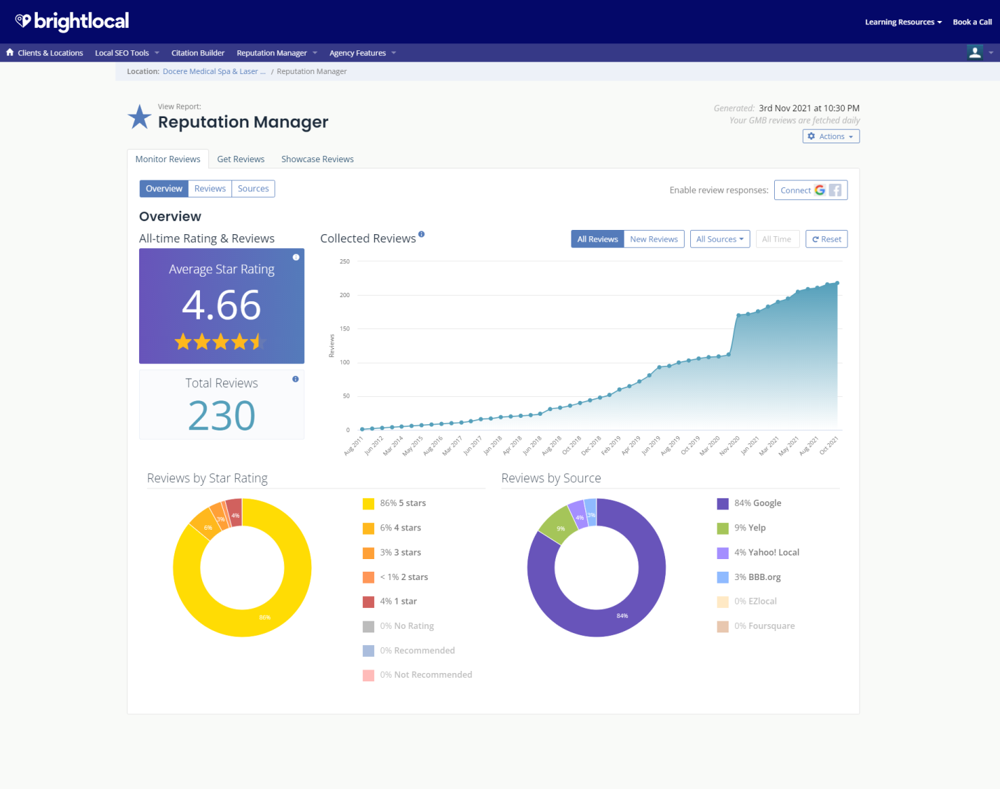 brightlocal
Learning Resources
Book a Call
Clients & Locations
Local SEO Tools
Citation Builder
Reputation Manager
Agency Features
Location: Docere Medical Spa & Laser ... / Reputation Manager
View Report:
Reputation Manager
Generated: 3rd Nov 2021 at 10:30 PM
Your GMB reviews are fetched daily
Actions
Monitor Reviews
Get Reviews
Showcase Reviews
Overview
Reviews
Sources
Enable review responses:
Connect
Overview
All-time Rating & Reviews
Average Star Rating
4.66
Total Reviews
230
Collected Reviews
All Reviews
New Reviews
All Sources
All Time
Reset
250
200
150
100
50
0
Reviews
Aug 2011
Jun 2012
Mar 2014
May 2015
Aug 2016
Mar 2017
Jun 2017
Jan 2018
Apr 2018
Jun 2018
Aug 2018
Oct 2018
Dec 2018
Feb 2019
Apr 2019
Jun 2019
Aug 2019
Oct 2019
Mar 2020
Nov 2020
Jan 2021
Mar 2021
May 2021
Aug 2021
Oct 2021
Reviews by Star Rating
6%
3%
4%
86%
86% 5 stars
6% 4 stars
3% 3 stars
< 1% 2 stars
4% 1 star
0% No Rating
0% Recommended
0% Not Recommended
Reviews by Source
9%
4%
3%
84%
84% Google
9% Yelp
4% Yahoo! Local
3% BBB.org
0% EZlocal
0% Foursquare